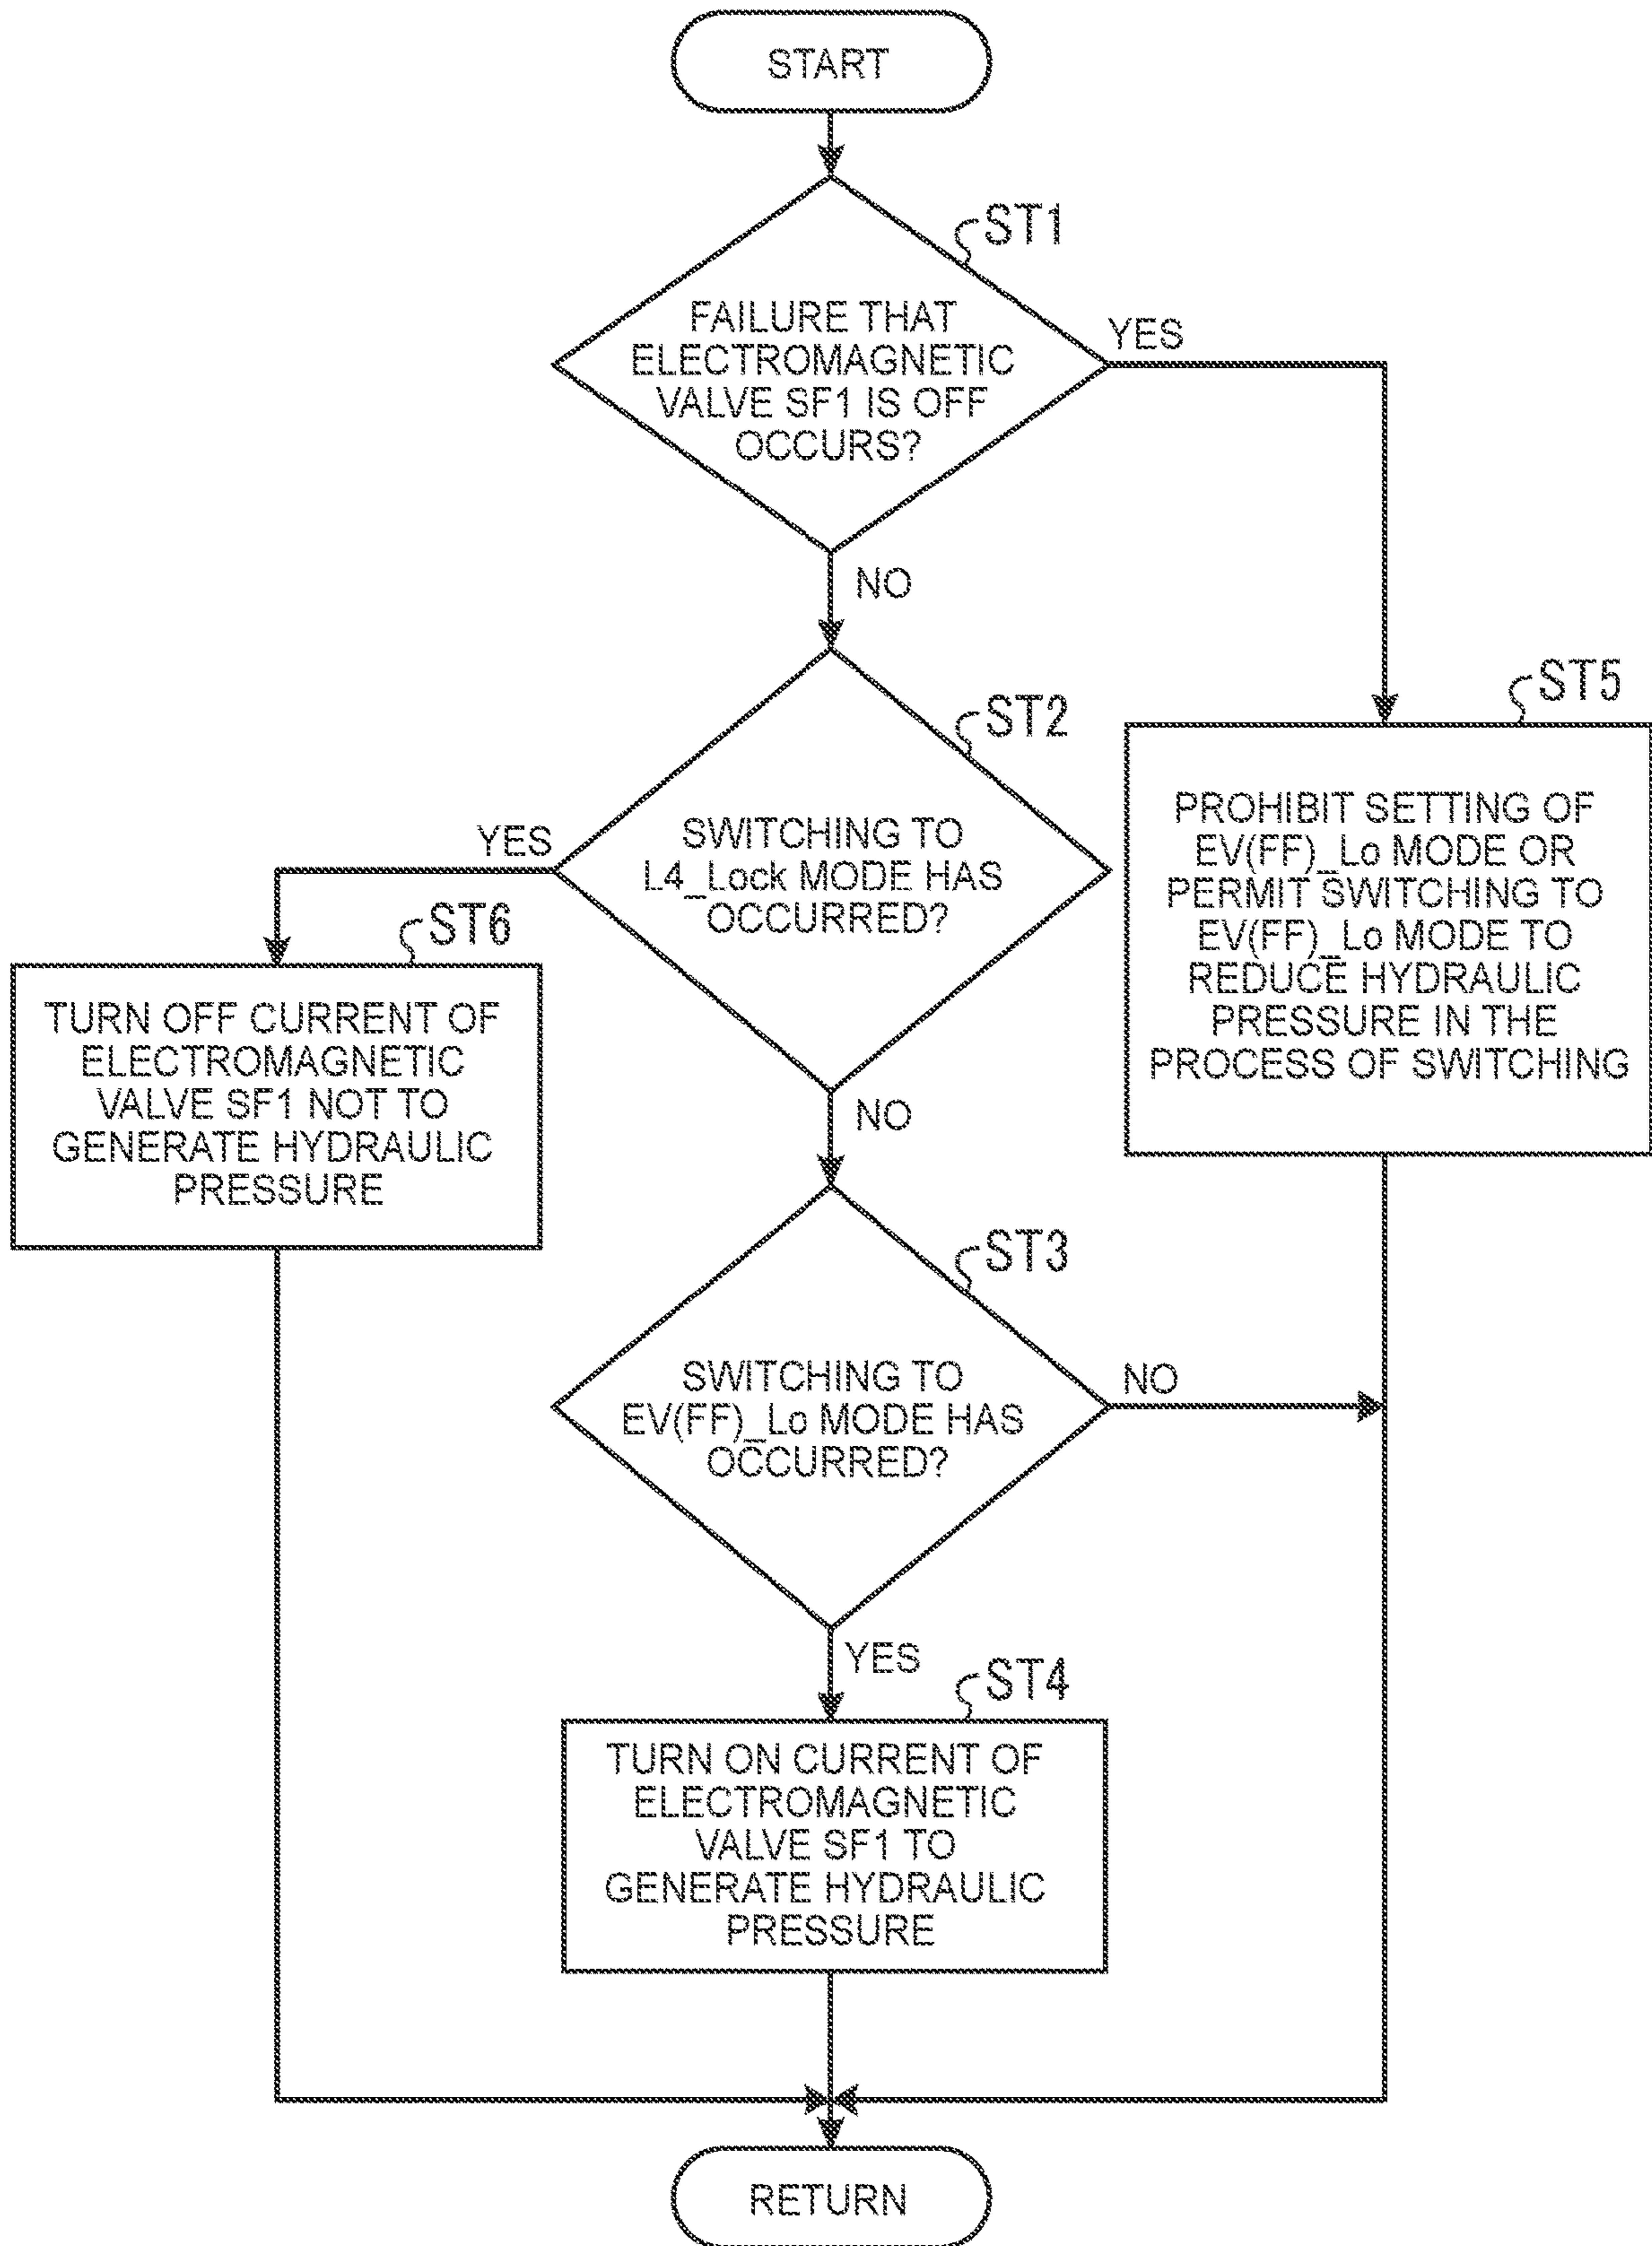 START
ST1
FAILURE THAT
ELECTROMAGNETIC
VALVE SF1 IS OFF
OCCURS?
YES
NO
ST2
SWITCHING TO
L4_Lock MODE HAS
OCCURRED?
YES
NO
ST5
PROHIBIT SETTING OF
EV(FF)_Lo MODE OR
PERMIT SWITCHING TO
EV(FF)_Lo MODE TO
REDUCE HYDRAULIC
PRESSURE IN THE
PROCESS OF SWITCHING
ST6
TURN OFF CURRENT OF
ELECTROMAGNETIC
VALVE SF1 NOT TO
GENERATE HYDRAULIC
PRESSURE
ST3
SWITCHING TO
EV(FF)_Lo MODE HAS
OCCURRED?
NO
YES
ST4
TURN ON CURRENT OF
ELECTROMAGNETIC
VALVE SF1 TO
GENERATE HYDRAULIC
PRESSURE
RETURN